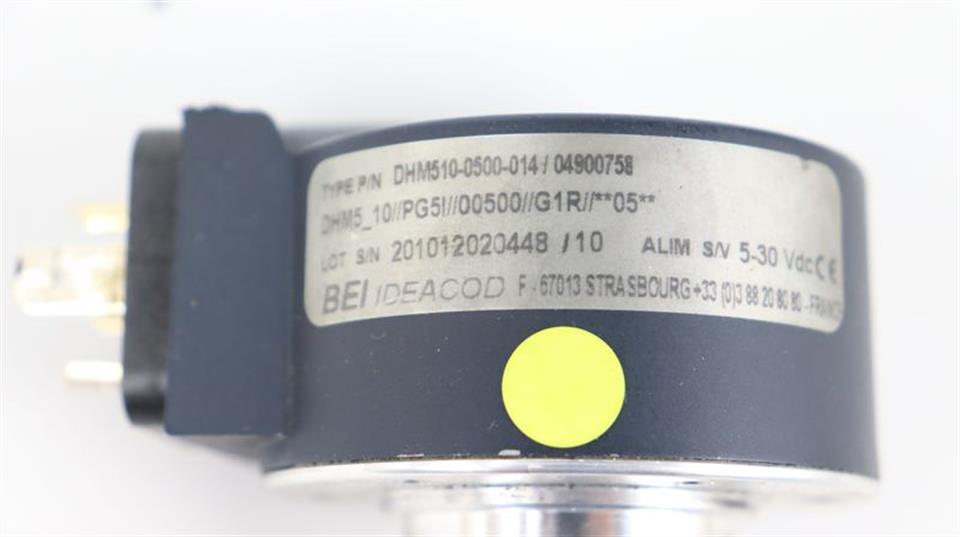 TYPE P/N DHM510-0500-014 / 04900758
DHM5_10//PG5I//00500//G1R//**05**
LOT S/N 201012020448 /10 ALIM S/V 5-30 Vdc CE
BEI IDEACOD F - 67013 STRASBOURG +33 (0)3 88 20 80 80 - FRANCE